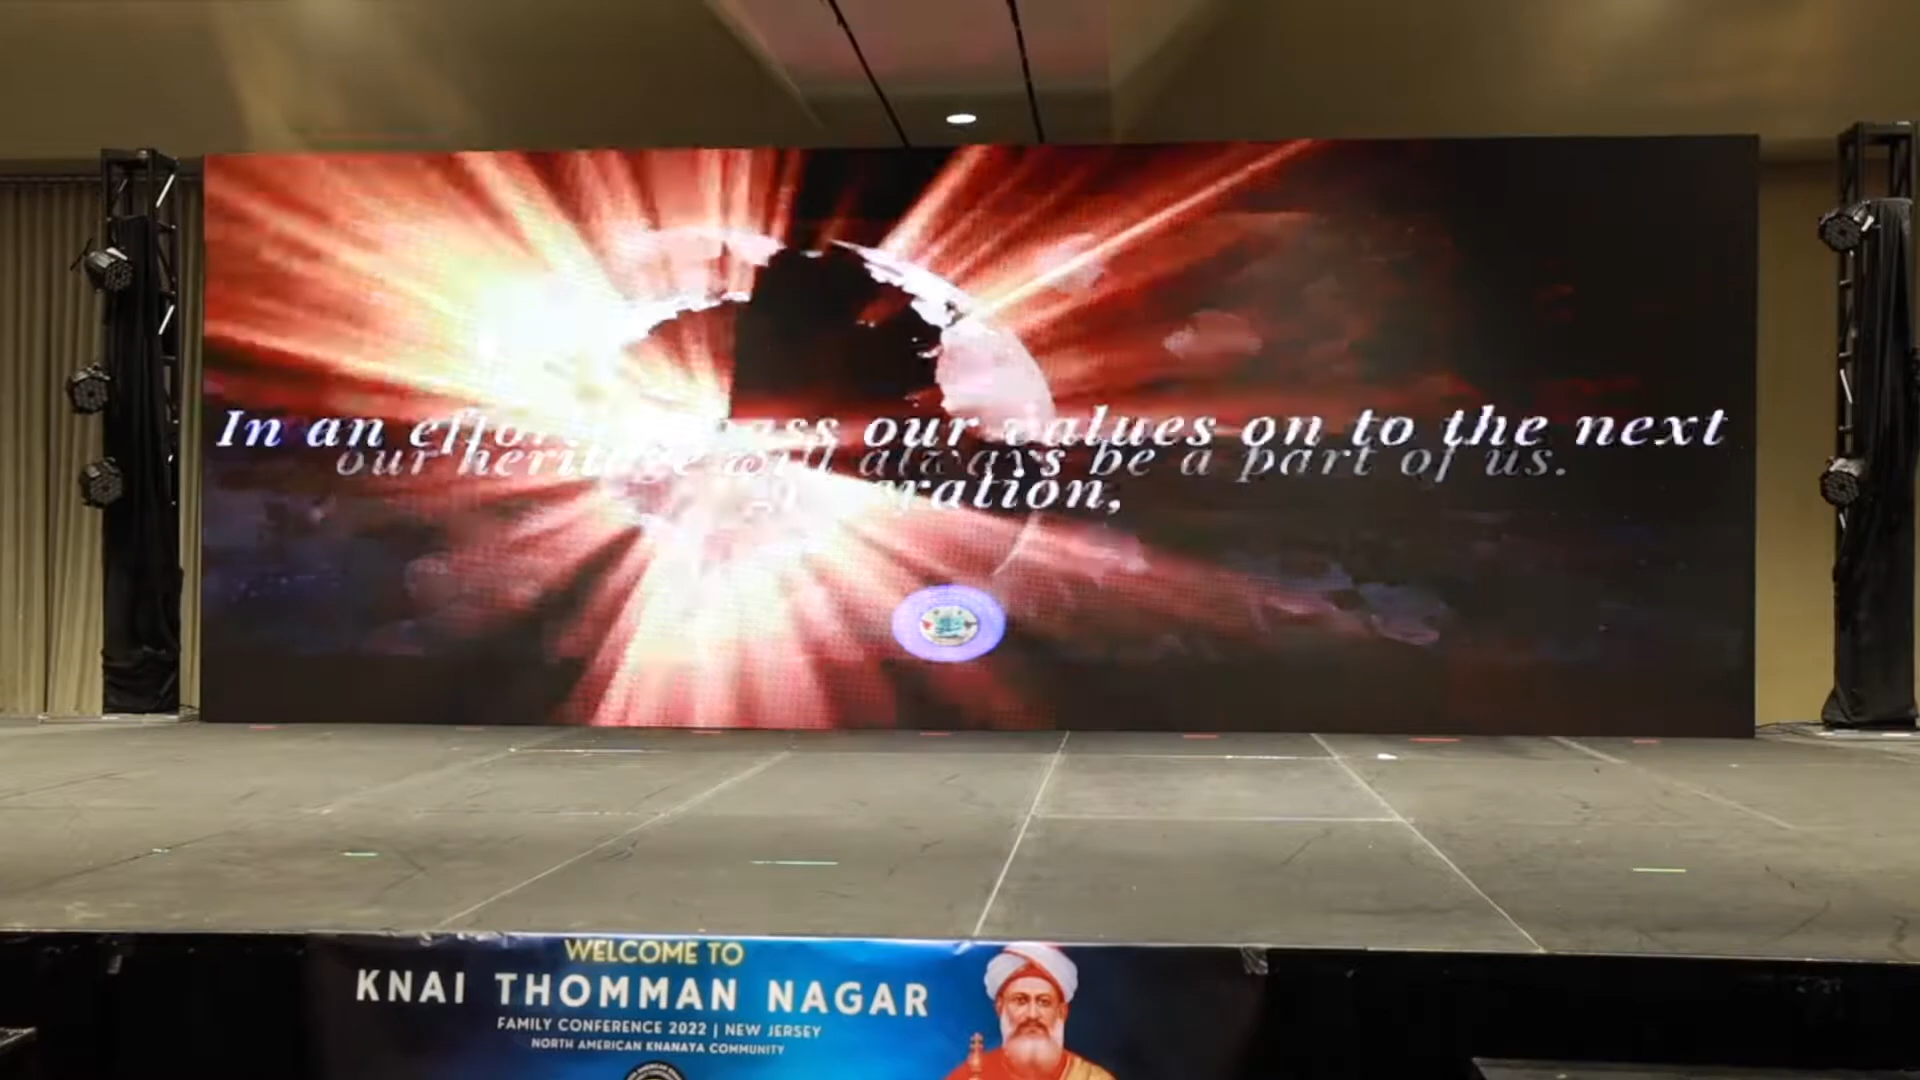 In an effort pass our values on to the next
our heritage will always be a part of us.
generation,
WELCOME TO
KNAI THOMMAN NAGAR
FAMILY CONFERENCE 2022 | NEW JERSEY
NORTH AMERICAN KNANAYA COMMUNITY